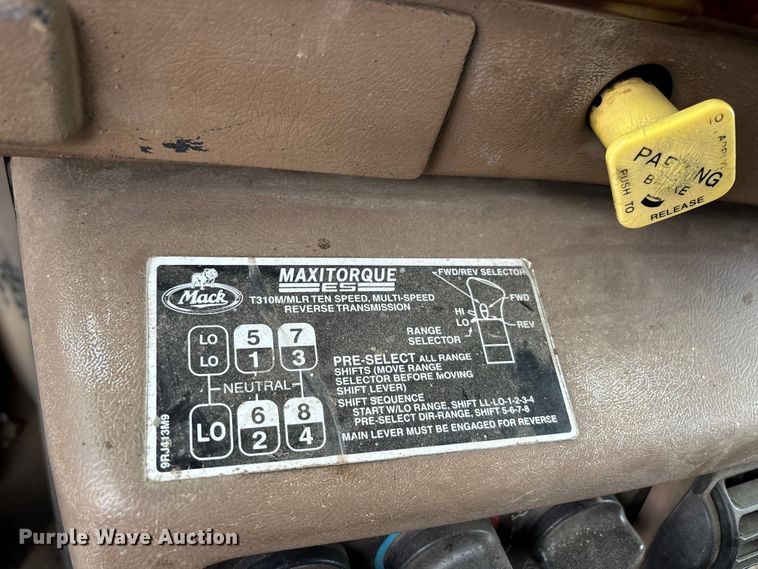 PARKING
BRAKE
PUSH TO
RELEASE
Mack
MAXITORQUE®
ES
T310M/MLR TEN SPEED, MULTI-SPEED
REVERSE TRANSMISSION
FWD/REV SELECTOR
FWD
HI
LO
REV
RANGE
SELECTOR
LO 5 7
LO 1 3
NEUTRAL
LO 6 8
2 4
PRE-SELECT ALL RANGE
SHIFTS (MOVE RANGE
SELECTOR BEFORE MOVING
SHIFT LEVER)
SHIFT SEQUENCE
START W/LO RANGE, SHIFT LL-LO-1-2-3-4
PRE-SELECT DIR-RANGE, SHIFT 5-6-7-8
MAIN LEVER MUST BE ENGAGED FOR REVERSE
9RJ413M9
Purple Wave Auction